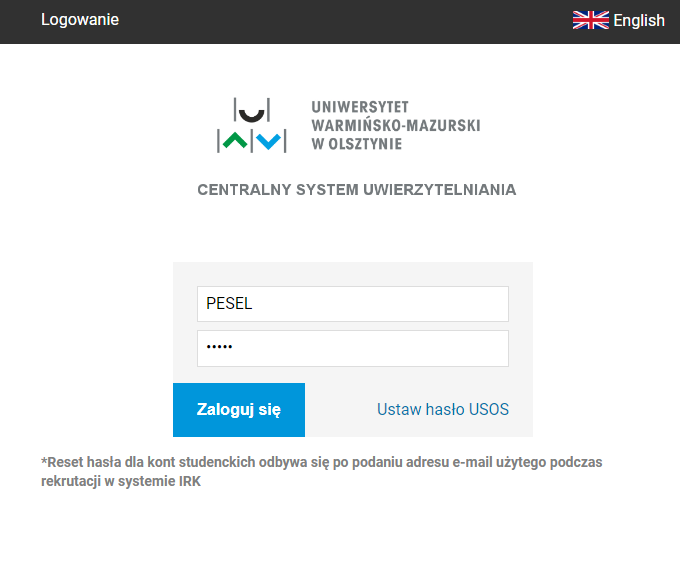 Logowanie
English
UNIWERSYTET
WARMIŃSKO-MAZURSKI
W OLSZTYNIE
CENTRALNY SYSTEM UWIERZYTELNIANIA
PESEL
•••••
Zaloguj się
Ustaw hasło USOS
*Reset hasła dla kont studenckich odbywa się po podaniu adresu e-mail użytego podczas
rekrutacji w systemie IRK